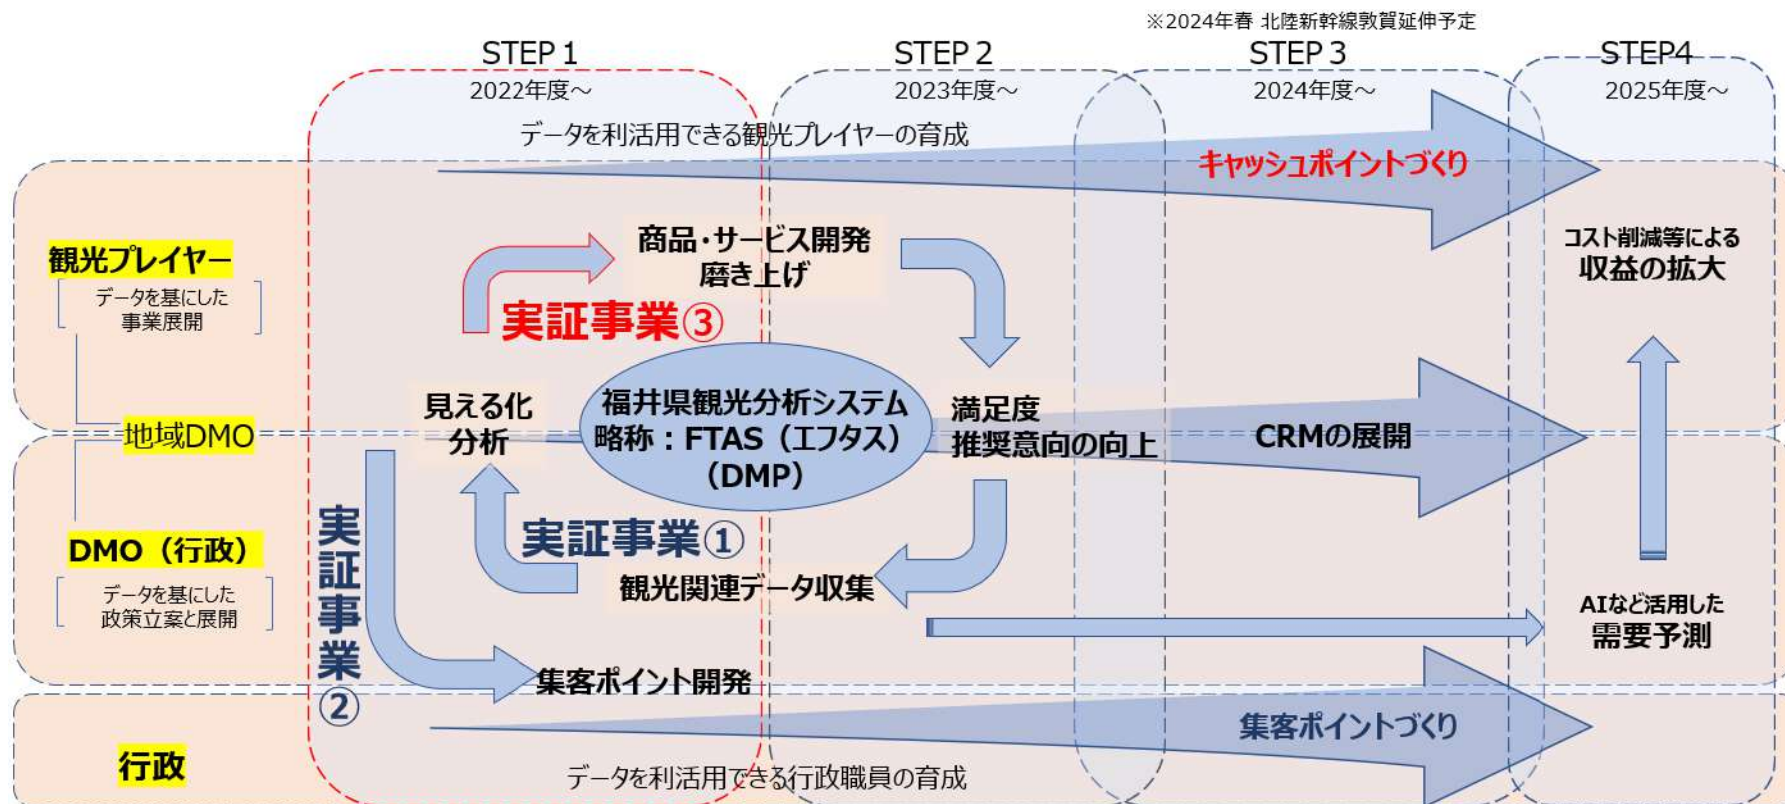 ※2024年春 北陸新幹線敦賀延伸予定
STEP 1
STEP 2
STEP 3
STEP4
2022年度～
2023年度～
2024年度～
2025年度～
データを利活用できる観光プレイヤーの育成
キャッシュポイントづくり
観光プレイヤー
データを基にした
事業展開
商品・サービス開発
磨き上げ
コスト削減等による
収益の拡大
実証事業③
見える化
分析
福井県観光分析システム
略称：FTAS（エフタス）
（DMP）
満足度
推奨意向の向上
CRMの展開
地域DMO
DMO（行政）
データを基にした
政策立案と展開
実証事業②
実証事業①
観光関連データ収集
AIなど活用した
需要予測
集客ポイント開発
集客ポイントづくり
行政
データを利活用できる行政職員の育成